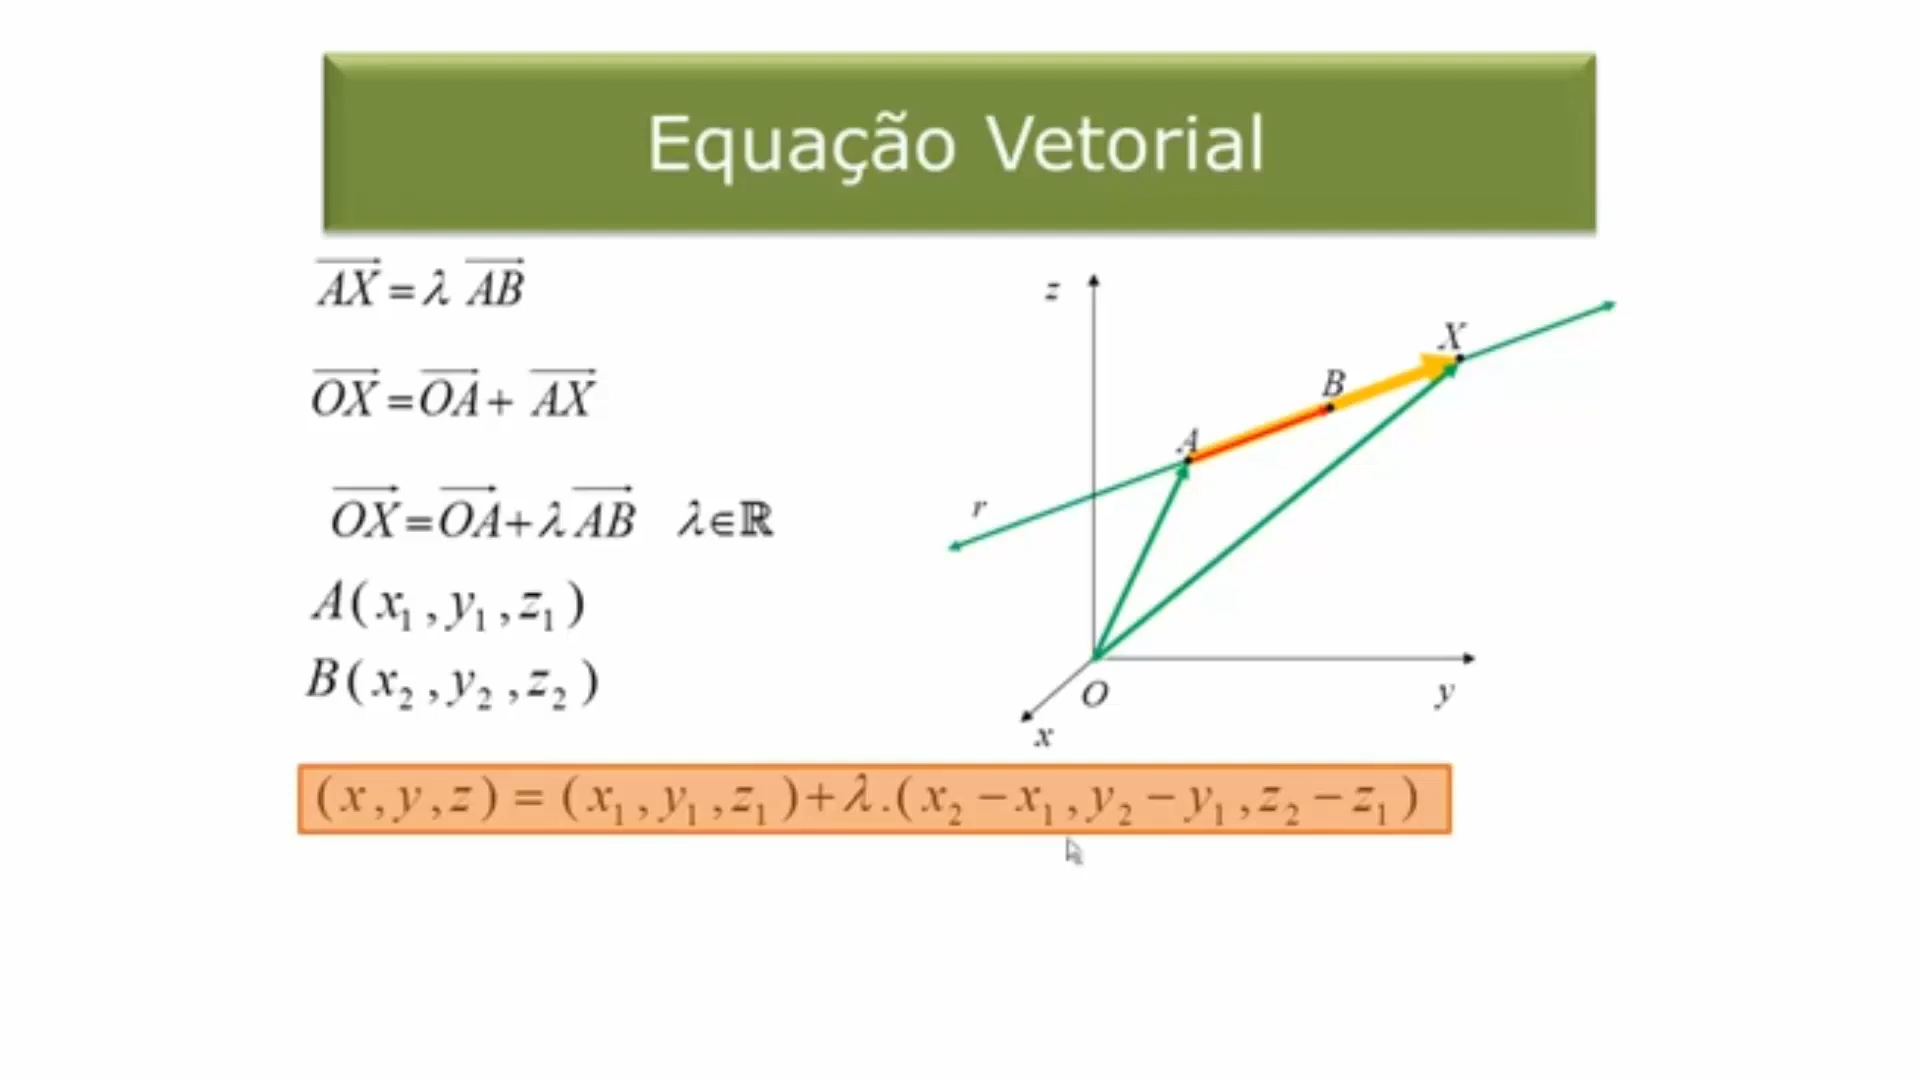 Equação Vetorial
AX = λ AB
OX = OA + AX
OX = OA + λ AB λ∈ℝ
A(x₁, y₁, z₁)
B(x₂, y₂, z₂)
(x, y, z) = (x₁, y₁, z₁) + λ.(x₂ − x₁, y₂ − y₁, z₂ − z₁)
z
X
B
A
r
O
y
x